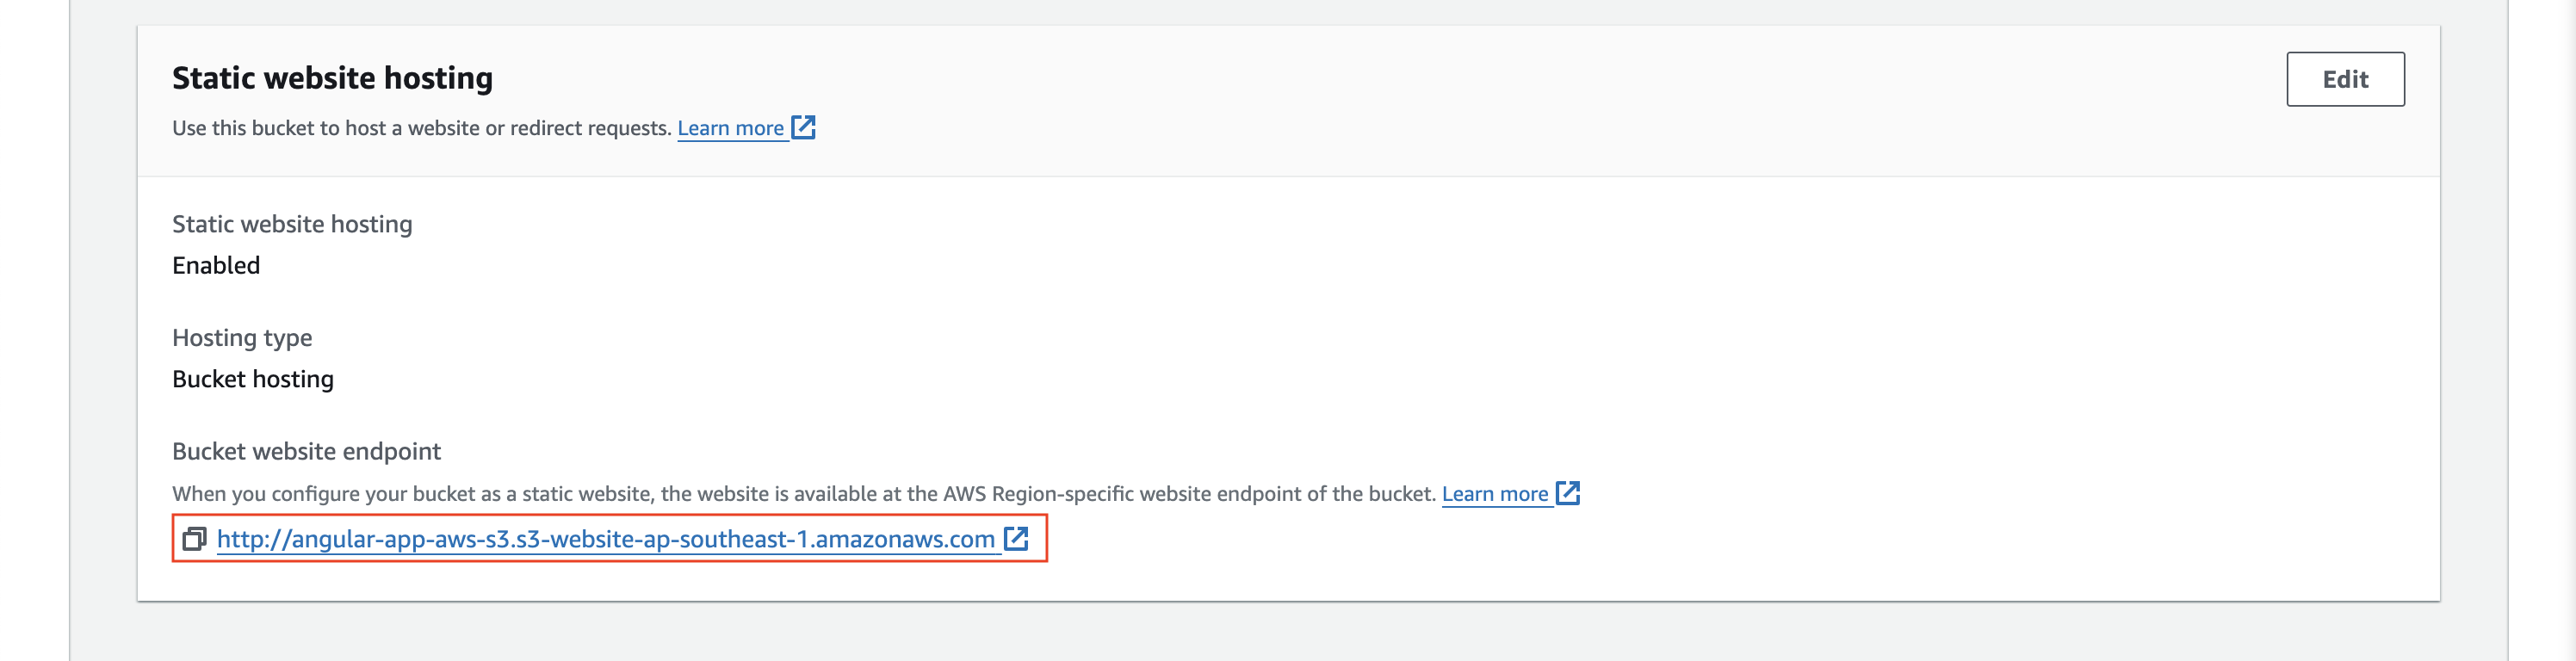 Static website hosting
Edit
Use this bucket to host a website or redirect requests. Learn more
Static website hosting
Enabled
Hosting type
Bucket hosting
Bucket website endpoint
When you configure your bucket as a static website, the website is available at the AWS Region-specific website endpoint of the bucket. Learn more
http://angular-app-aws-s3.s3-website-ap-southeast-1.amazonaws.com